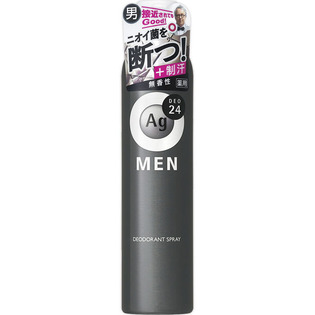 男
接近されても
Good!
ニオイ菌を
断つ!
+制汗
無香性
薬用
DEO
24
Ag
MEN
DEODORANT SPRAY